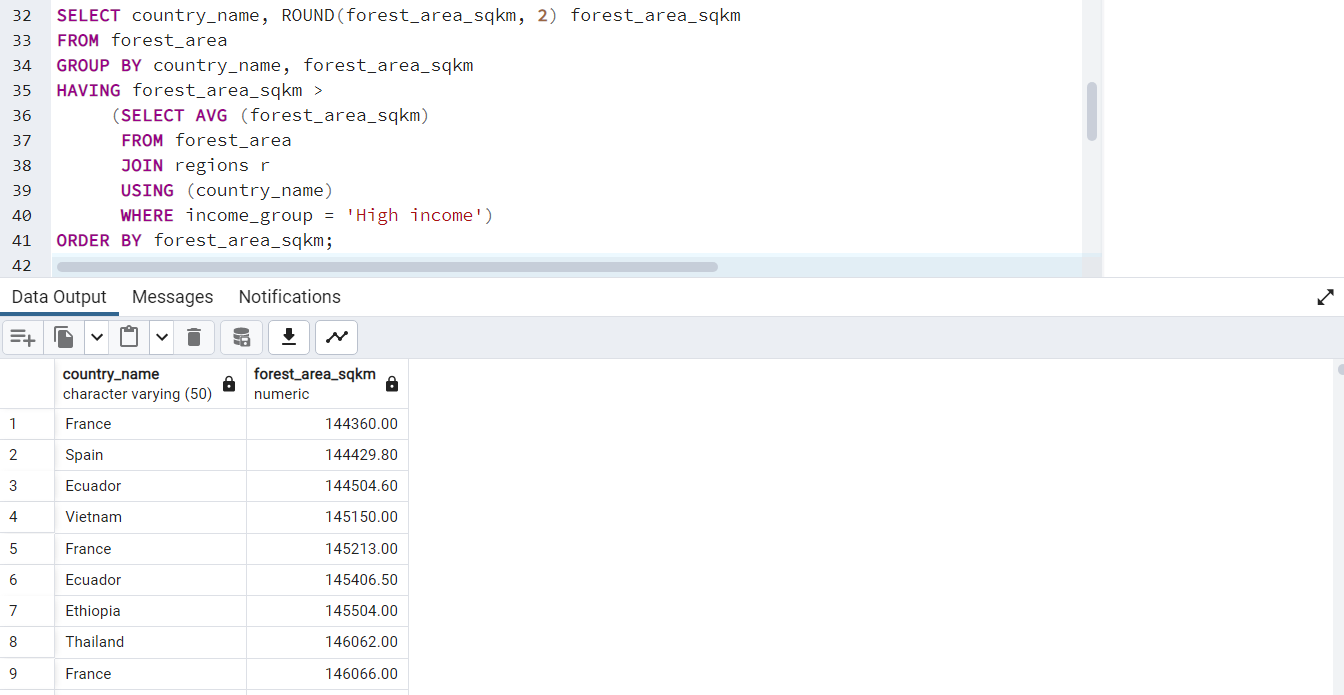 32 SELECT country_name, ROUND(forest_area_sqkm, 2) forest_area_sqkm
33 FROM forest_area
34 GROUP BY country_name, forest_area_sqkm
35 HAVING forest_area_sqkm >
36 (SELECT AVG (forest_area_sqkm)
37 FROM forest_area
38 JOIN regions r
39 USING (country_name)
40 WHERE income_group = 'High income')
41 ORDER BY forest_area_sqkm;
42
Data Output Messages Notifications
country_name forest_area_sqkm
character varying (50) numeric
1 France 144360.00
2 Spain 144429.80
3 Ecuador 144504.60
4 Vietnam 145150.00
5 France 145213.00
6 Ecuador 145406.50
7 Ethiopia 145504.00
8 Thailand 146062.00
9 France 146066.00